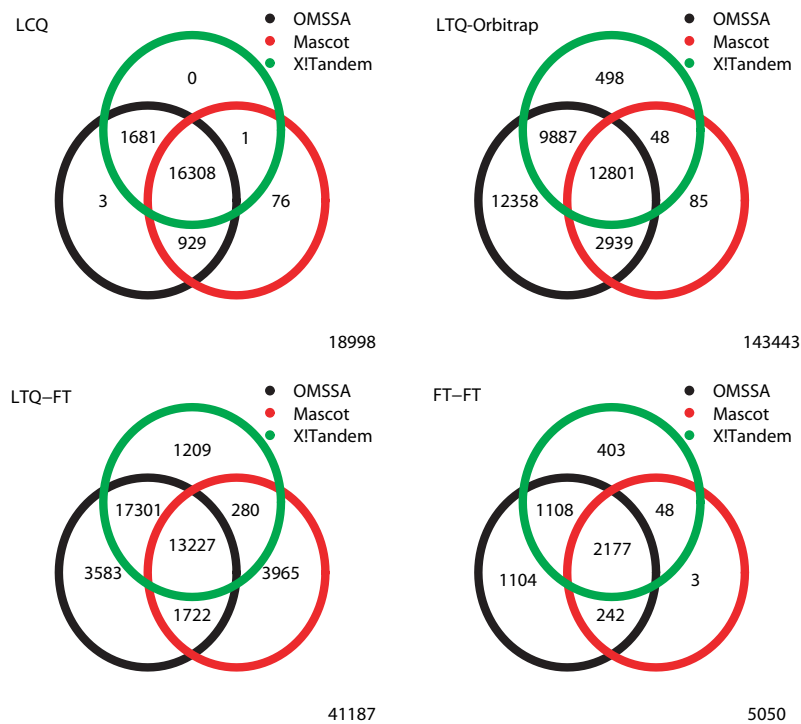 LCQ
OMSSA
Mascot
X!Tandem
0
1681
1
16308
3
76
929
18998
LTQ-Orbitrap
OMSSA
Mascot
X!Tandem
498
9887
48
12801
12358
85
2939
143443
LTQ–FT
OMSSA
Mascot
X!Tandem
1209
17301
280
13227
3583
3965
1722
41187
FT–FT
OMSSA
Mascot
X!Tandem
403
1108
48
2177
1104
3
242
5050